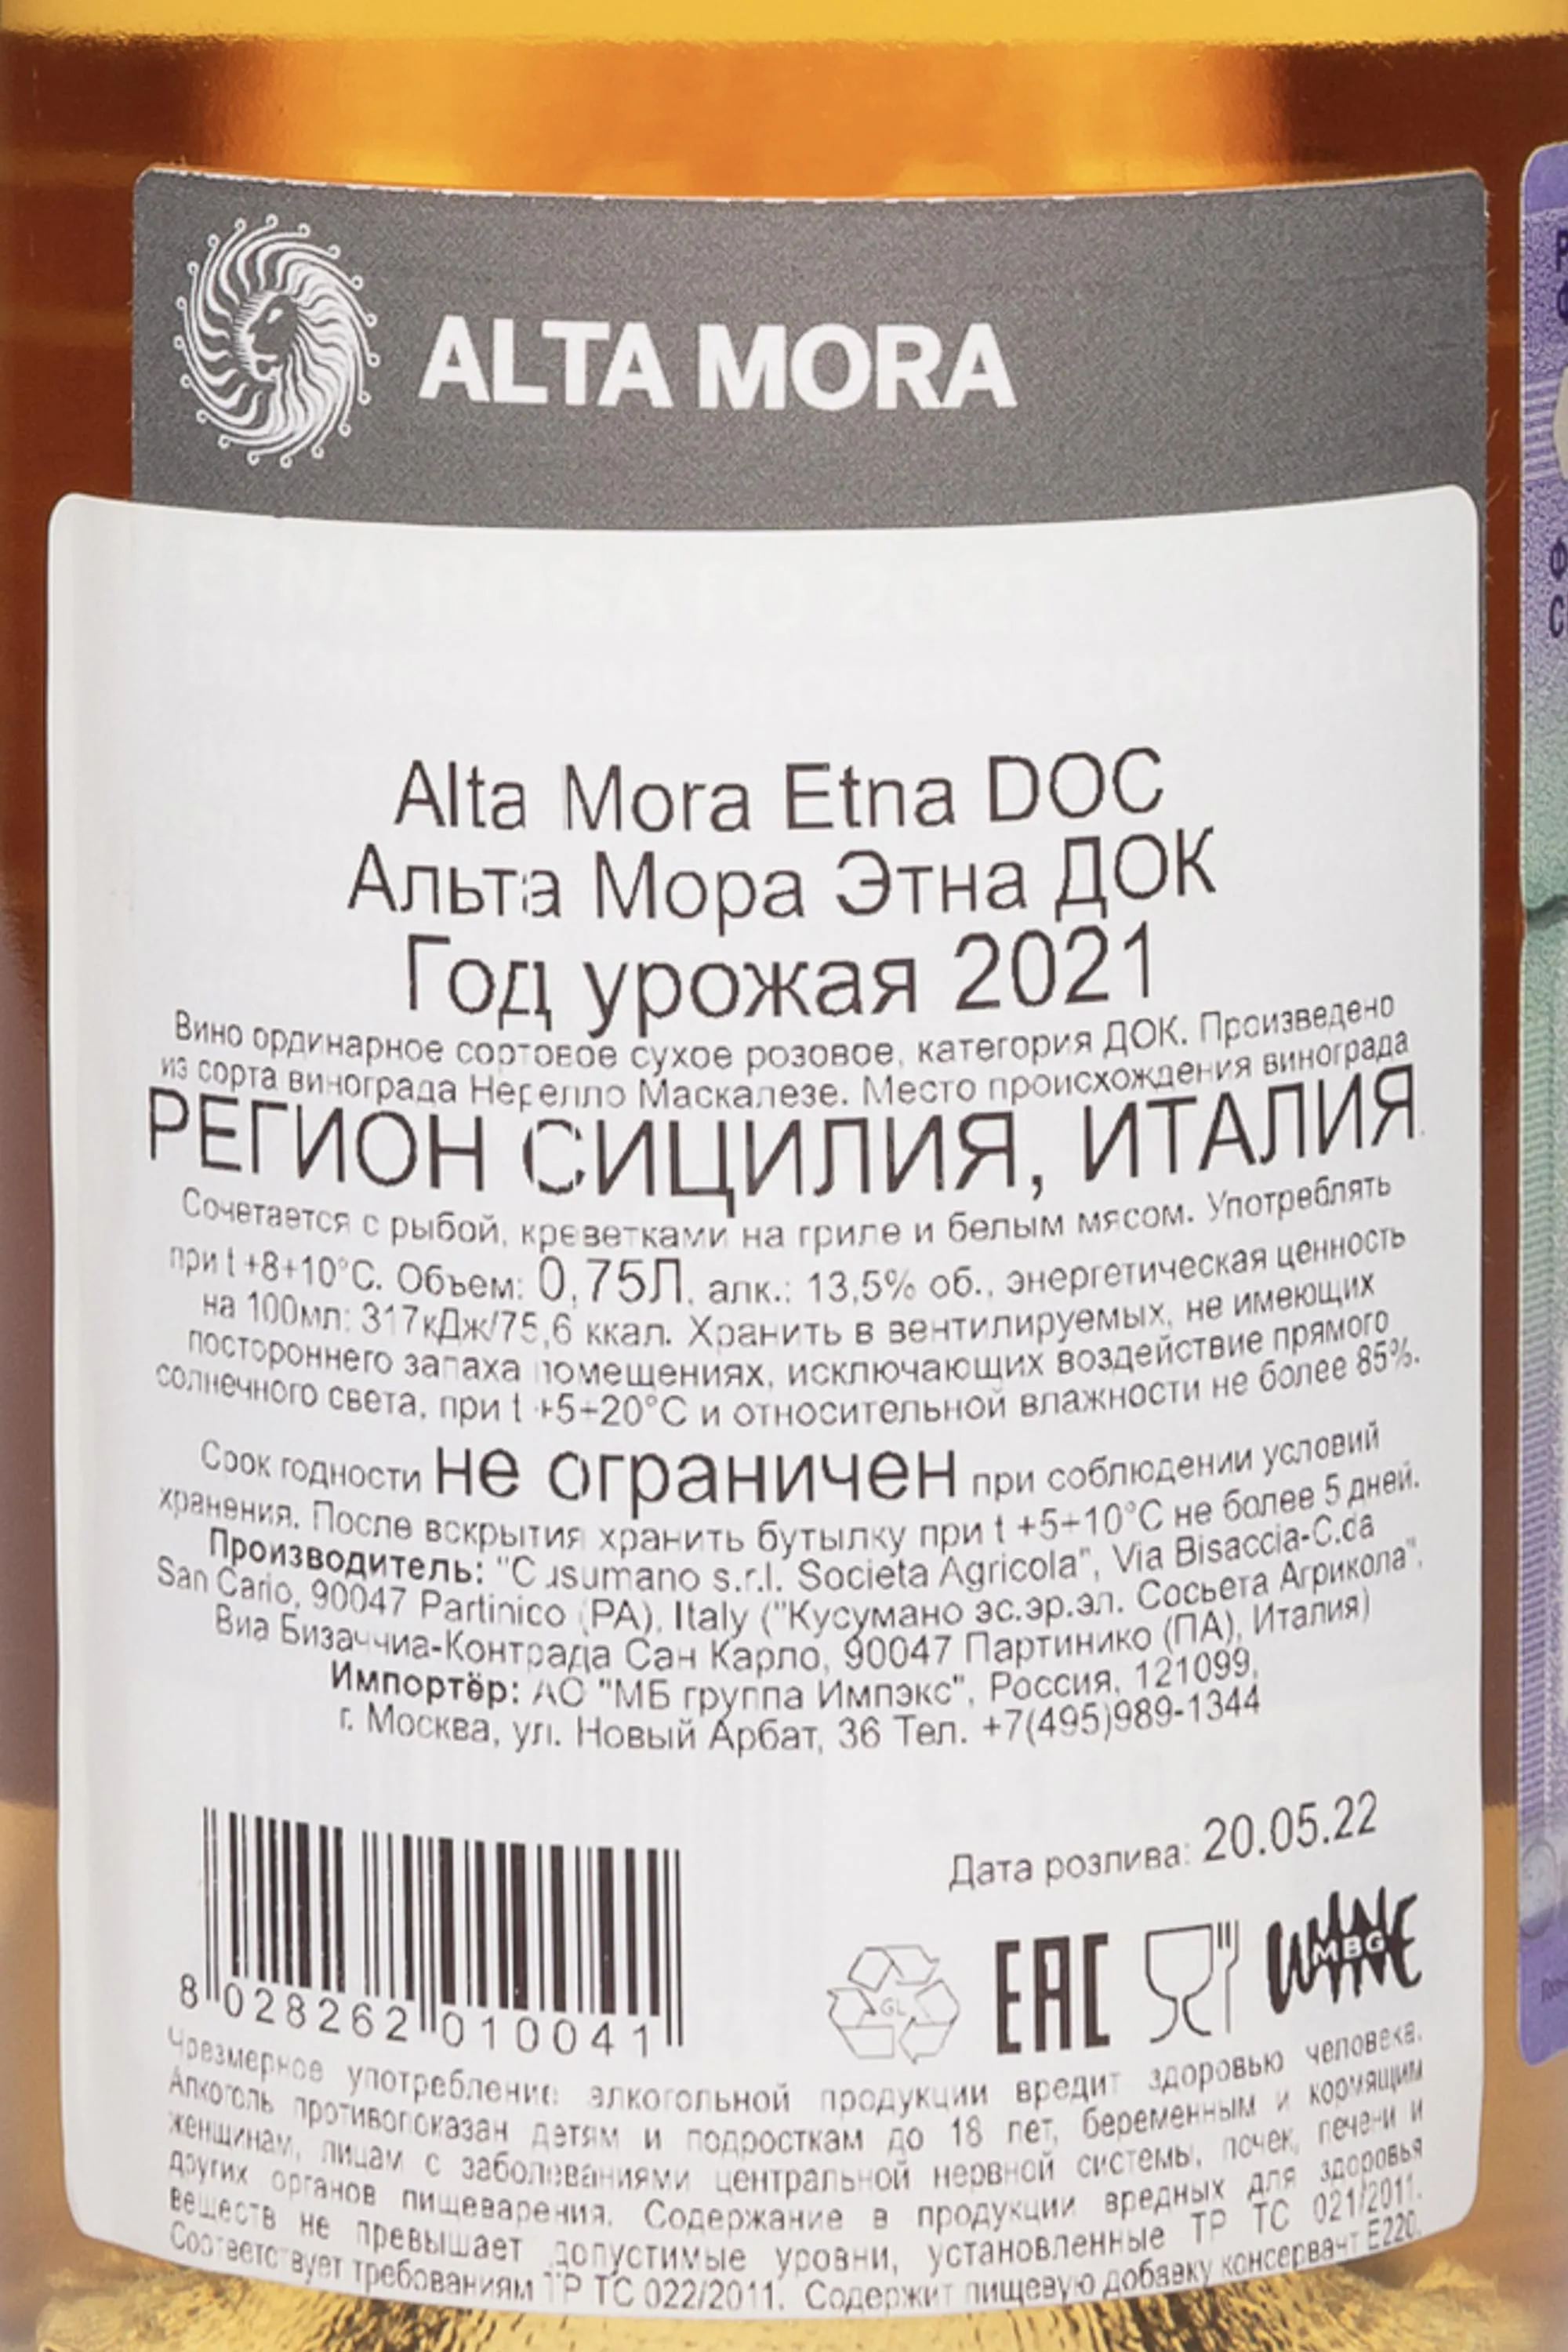 ALTA MORA
Alta Mora Etna DOC
Альта Мора Этна ДОК
Год урожая 2021
Вино ординарное сортовое сухое розовое, категория ДОК. Произведено
из сорта винограда Нерелло Маскалезе. Место происхождения винограда
РЕГИОН СИЦИЛИЯ, ИТАЛИЯ.
Сочетается с рыбой, креветками на гриле и белым мясом. Употреблять
при t +8+10°C. Объем: 0,75Л, алк.: 13,5% об., энергетическая ценность
на 100мл: 317кДж/75,6 ккал. Хранить в вентилируемых, не имеющих
постороннего запаха помещениях, исключающих воздействие прямого
солнечного света, при t +5+20°C и относительной влажности не более 85%.
Срок годности не ограничен при соблюдении условий
хранения. После вскрытия хранить бутылку при t +5+10°C не более 5 дней.
Производитель: "Cusumano s.r.l. Societa Agricola", Via Bisaccia-C.da
San Carlo, 90047 Partinico (PA), Italy ("Кусумано эс.эр.эл. Сосьета Агрикола",
Виа Бизаччиа-Контрада Сан Карло, 90047 Партинико (ПА), Италия)
Импортёр: АО "МБ группа Импэкс", Россия, 121099,
г. Москва, ул. Новый Арбат, 36 Тел. +7(495)989-1344
Дата розлива: 20.05.22
8 028262 010041
GL
EAC
WINE
MBG
Чрезмерное употребление алкогольной продукции вредит здоровью человека.
Алкоголь противопоказан детям и подросткам до 18 лет, беременным и кормящим
женщинам, лицам с заболеваниями центральной нервной системы, почек, печени и
других органов пищеварения. Содержание в продукции вредных для здоровья
веществ не превышает допустимые уровни, установленные ТР ТС 021/2011.
Соответствует требованиям ТР ТС 022/2011. Содержит пищевую добавку консервант Е220.